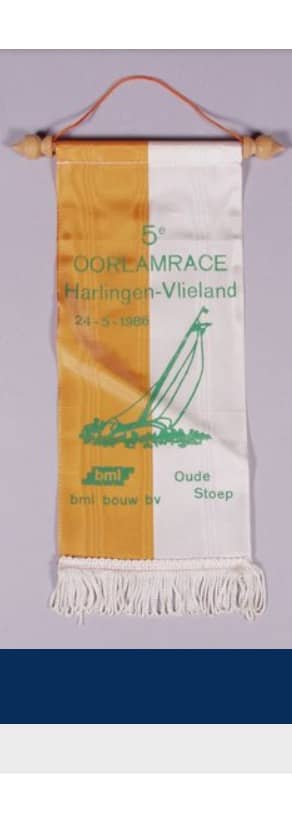 5e
OORLAMRACE
Harlingen-Vlieland
24-5-1986
bml
bml bouw bv
Oude
Stoep